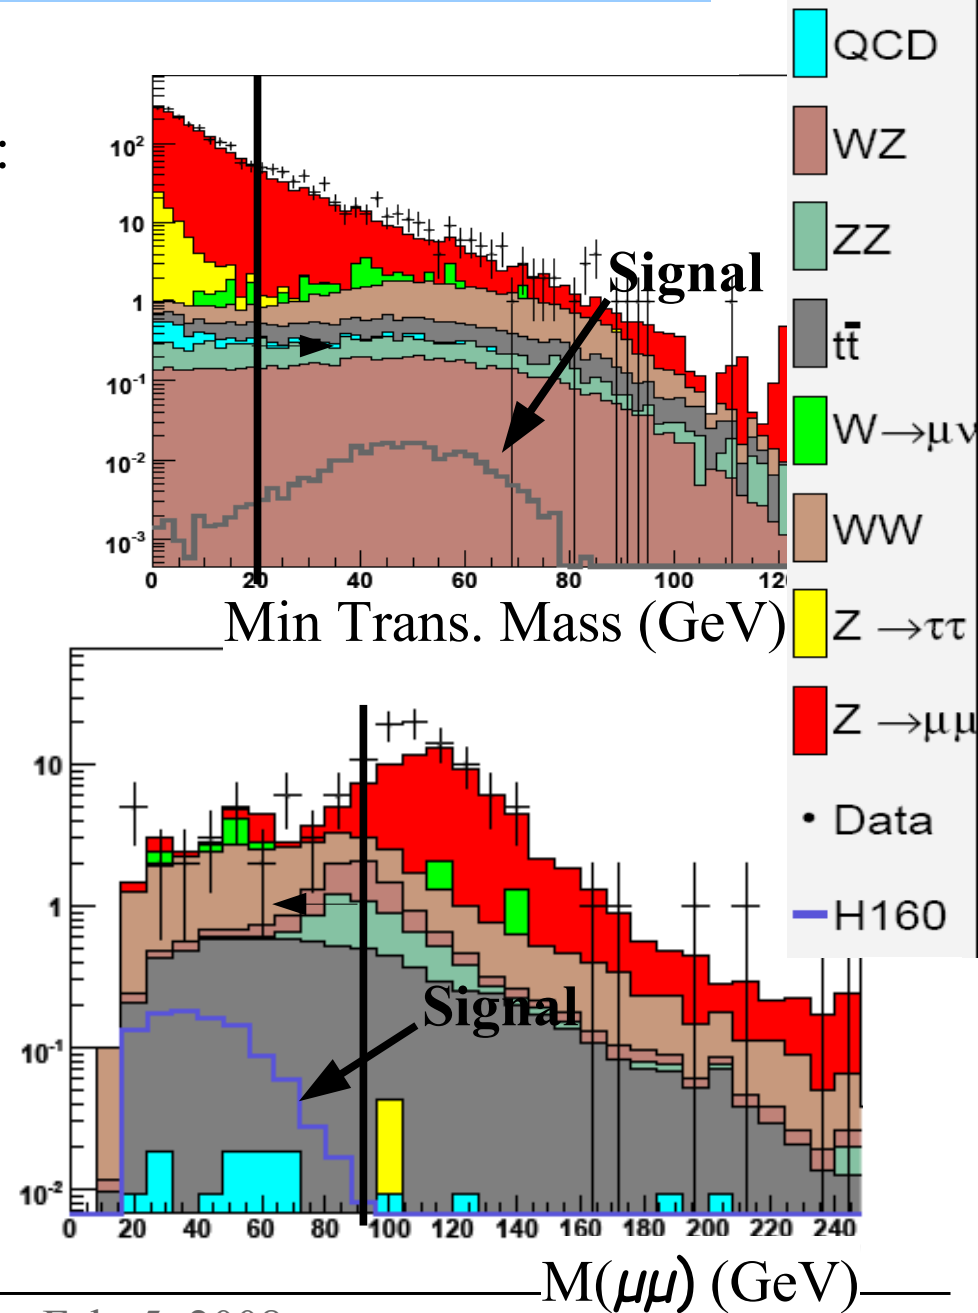 :
10²
10
1
10⁻¹
10⁻²
10⁻³
0 20 40 60 80 100 120
Signal
Min Trans. Mass (GeV)
10
1
10⁻¹
10⁻²
0 20 40 60 80 100 120 140 160 180 200 220 240
Signal
M(μμ) (GeV)
QCD
WZ
ZZ
tt̄
W→μν
WW
Z →ττ
Z →μμ
Data
H160